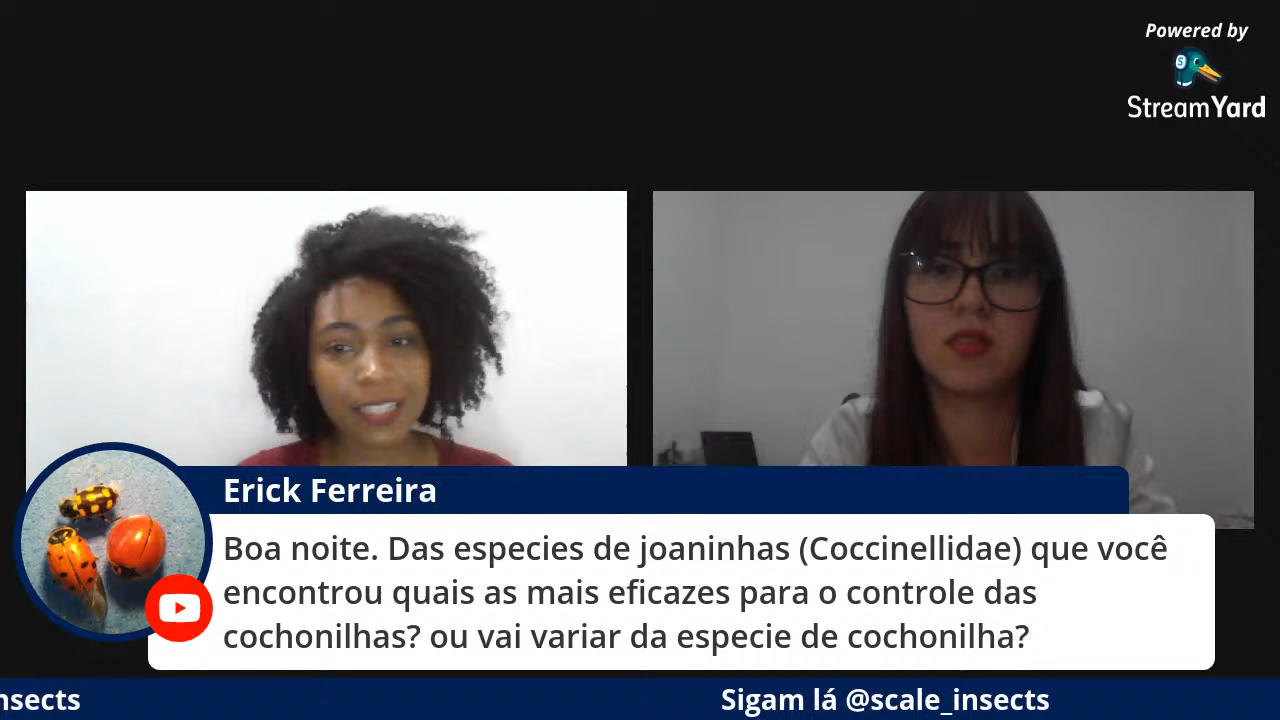 Powered by
StreamYard
Erick Ferreira
Boa noite. Das especies de joaninhas (Coccinellidae) que você
encontrou quais as mais eficazes para o controle das
cochonilhas? ou vai variar da especie de cochonilha?
nsects
Sigam lá @scale_insects